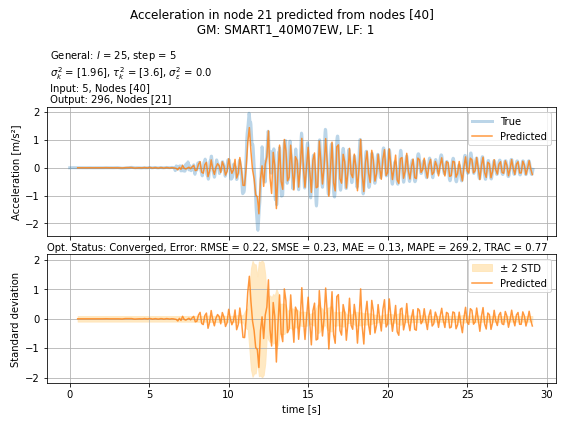 Acceleration in node 21 predicted from nodes [40]
GM: SMART1_40M07EW, LF: 1
General: l = 25, step = 5
σ²ₖ = [1.96], τ²ₖ = [3.6], σ²ᵋ = 0.0
Input: 5, Nodes [40]
Output: 296, Nodes [21]
2
1
0
−1
−2
Acceleration [m/s²]
True
Predicted
Opt. Status: Converged, Error: RMSE = 0.22, SMSE = 0.23, MAE = 0.13, MAPE = 269.2, TRAC = 0.77
2
1
0
−1
−2
Standard deviation
± 2 STD
Predicted
0 5 10 15 20 25 30
time [s]